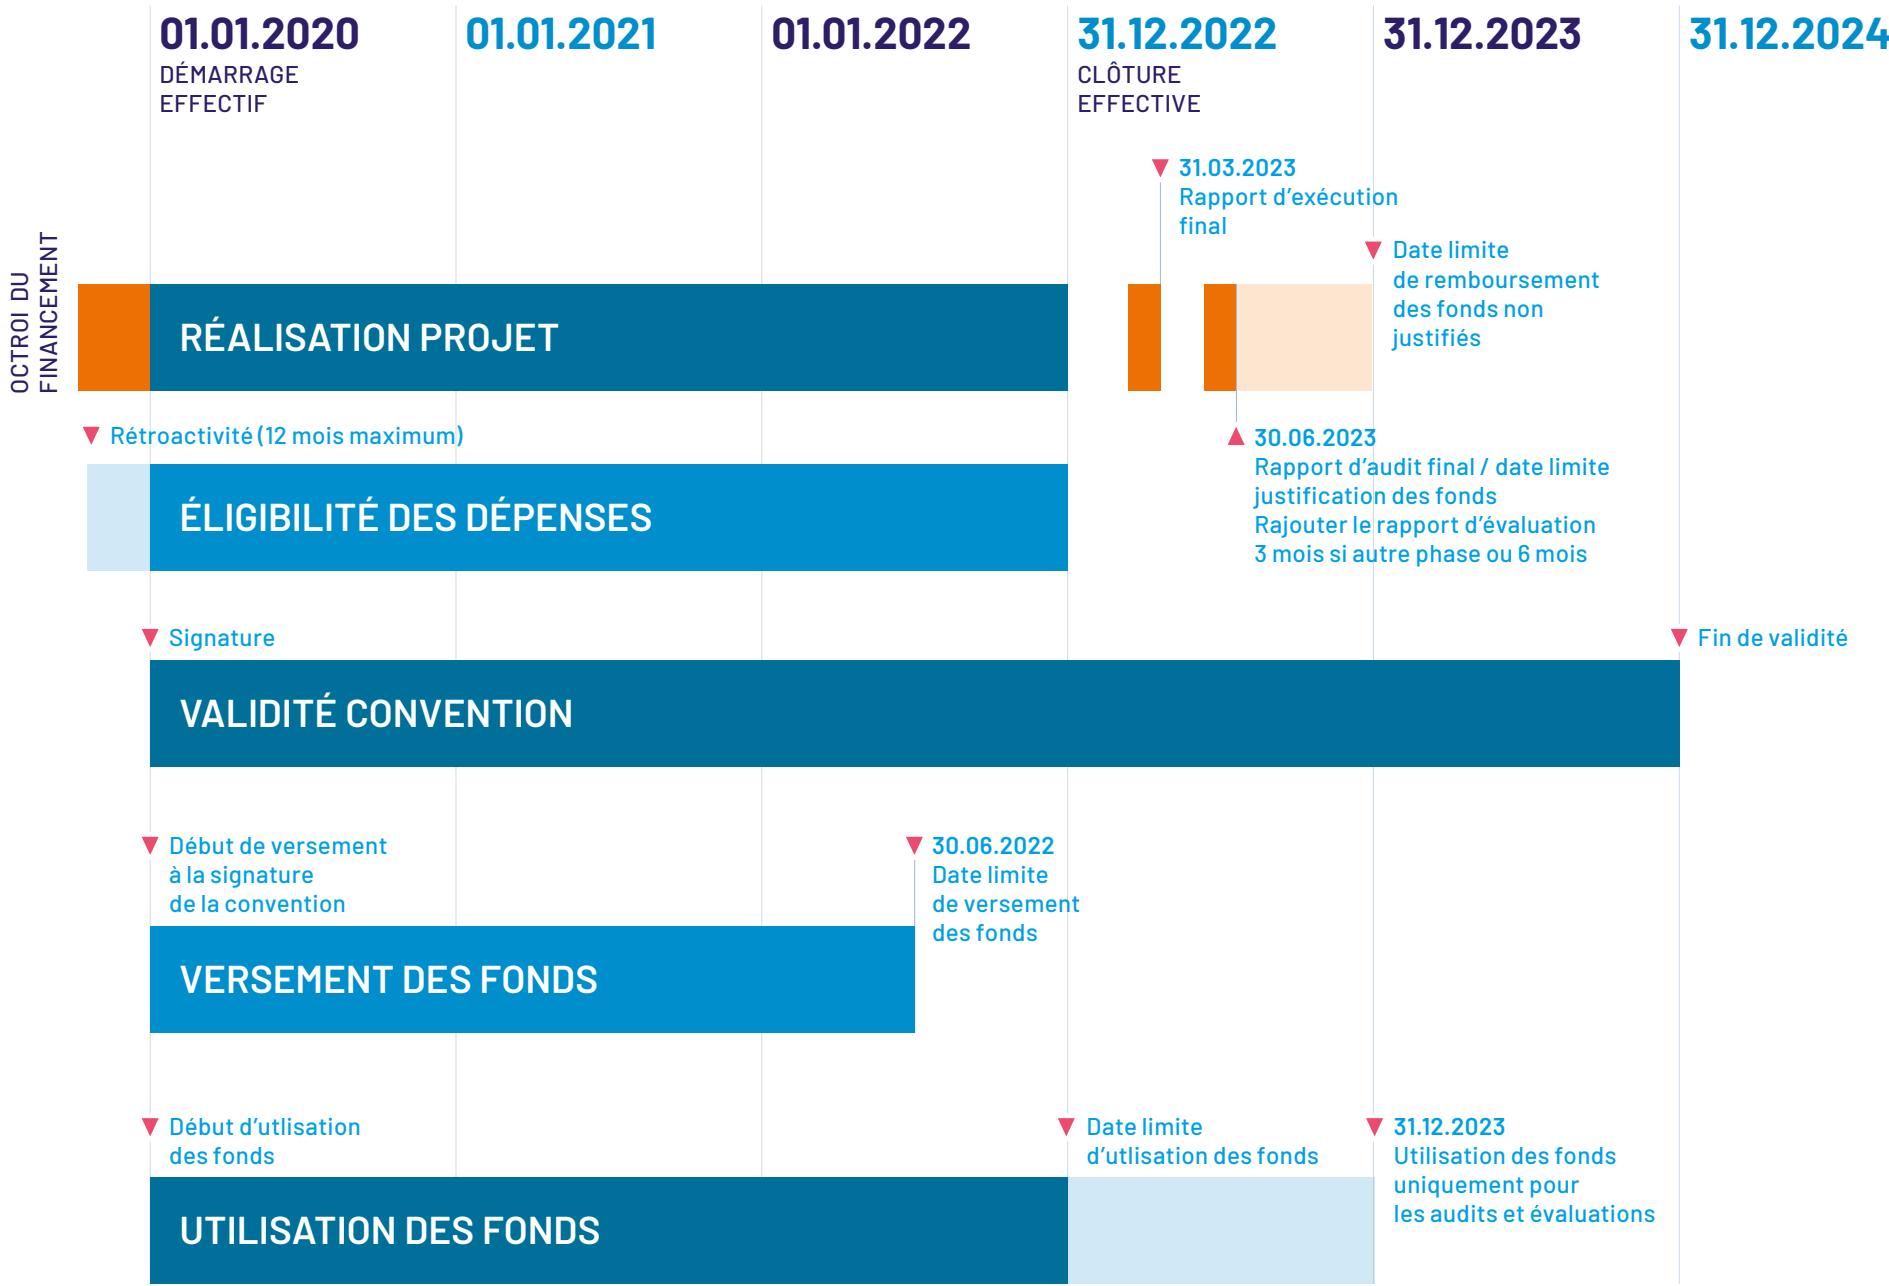 01.01.2020
DÉMARRAGE
EFFECTIF
01.01.2021
01.01.2022
31.12.2022
CLÔTURE
EFFECTIVE
31.12.2023
31.12.2024
31.03.2023
Rapport d'exécution
final
Date limite
de remboursement
des fonds non
justifiés
OCTROI DU
FINANCEMENT
RÉALISATION PROJET
Rétroactivité (12 mois maximum)
30.06.2023
Rapport d'audit final / date limite
justification des fonds
Rajouter le rapport d'évaluation
3 mois si autre phase ou 6 mois
ÉLIGIBILITÉ DES DÉPENSES
Signature
Fin de validité
VALIDITÉ CONVENTION
Début de versement
à la signature
de la convention
30.06.2022
Date limite
de versement
des fonds
VERSEMENT DES FONDS
Début d'utlisation
des fonds
Date limite
d'utlisation des fonds
31.12.2023
Utilisation des fonds
uniquement pour
les audits et évaluations
UTILISATION DES FONDS